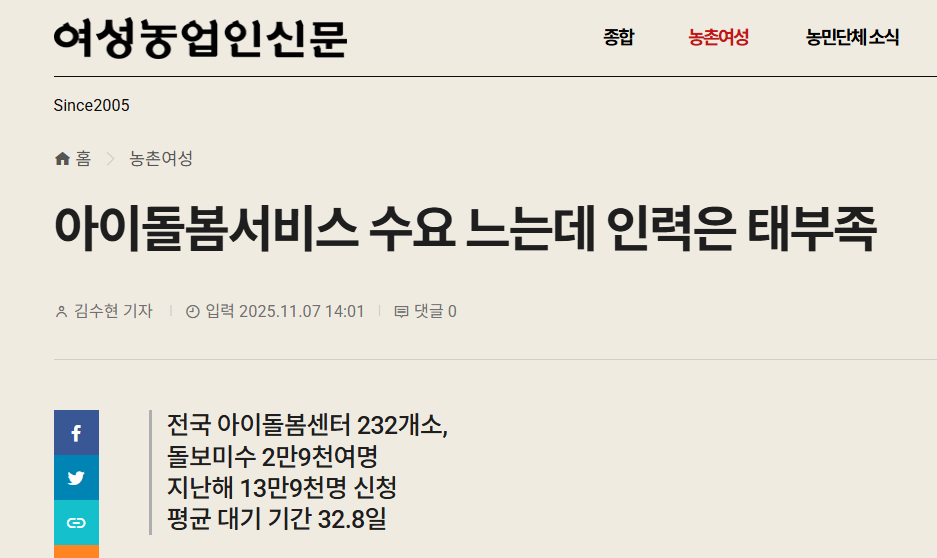 여성농업인신문
종합 농촌여성 농민단체 소식
Since2005
홈 농촌여성
아이돌봄서비스 수요 느는데 인력은 태부족
김수현 기자 입력 2025.11.07 14:01 댓글 0
전국 아이돌봄센터 232개소,
돌보미수 2만9천여명
지난해 13만9천명 신청
평균 대기 기간 32.8일